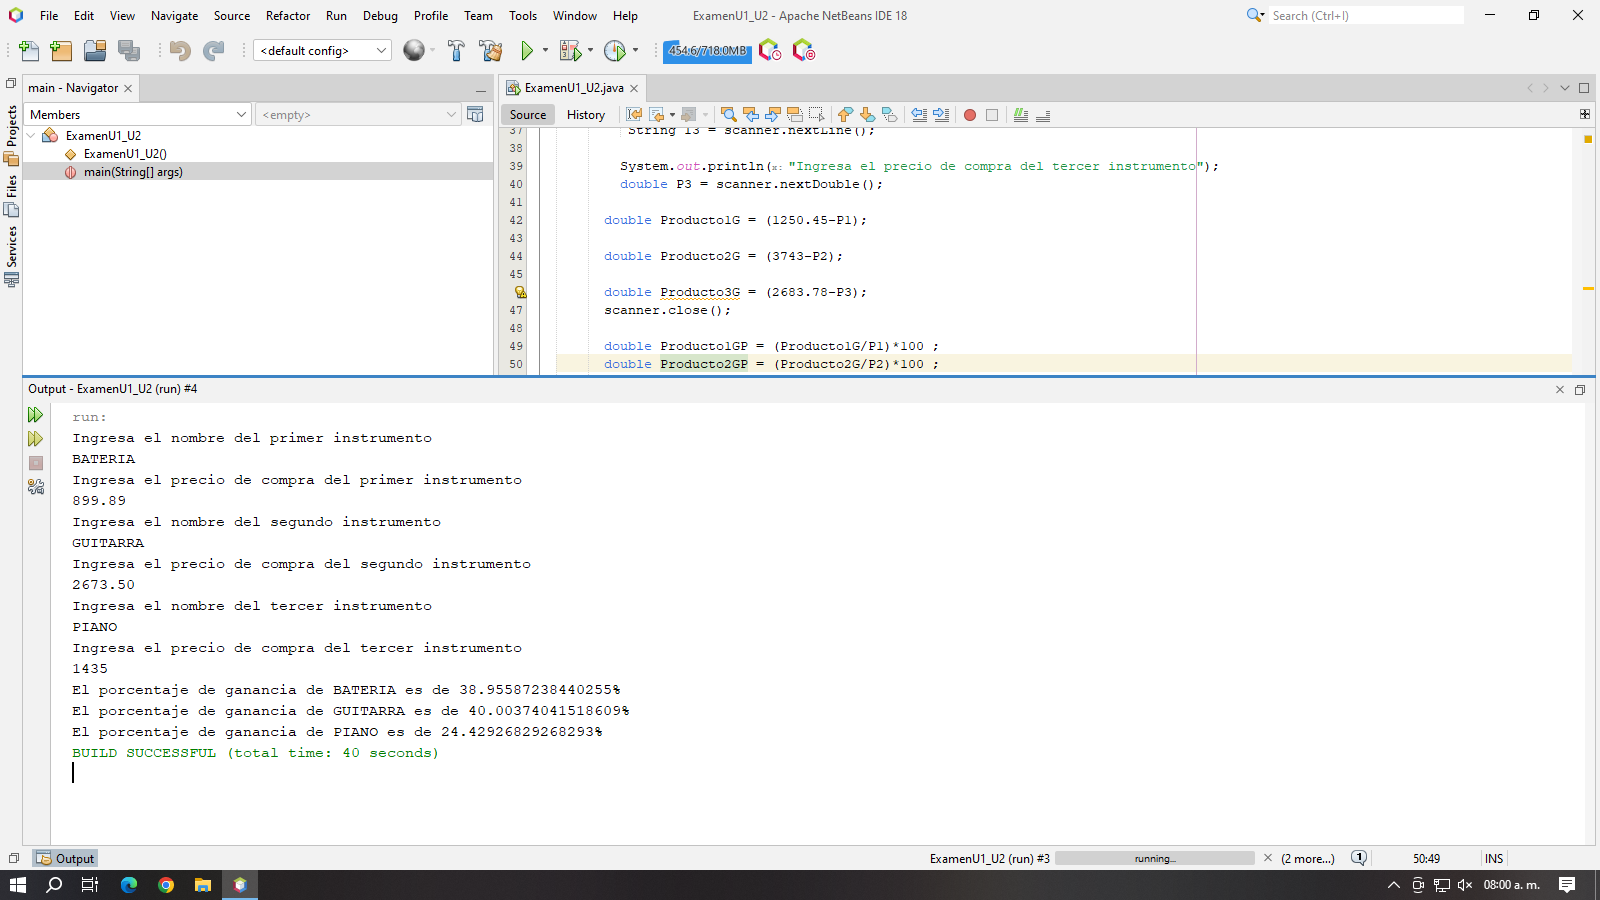 File Edit View Navigate Source Refactor Run Debug Profile Team Tools Window Help ExamenU1_U2 - Apache NetBeans IDE 18 Search (Ctrl+I)
<default config> 454.6/718.0MB
main - Navigator
ExamenU1_U2.java
Members <empty>
Source History
Projects
Files
Services
ExamenU1_U2
ExamenU1_U2()
main(String[] args)
37 String I3 = scanner.nextLine();
38
39 System.out.println(x: "Ingresa el precio de compra del tercer instrumento");
40 double P3 = scanner.nextDouble();
41
42 double Producto1G = (1250.45-P1);
43
44 double Producto2G = (3743-P2);
45
double Producto3G = (2683.78-P3);
47 scanner.close();
48
49 double Producto1GP = (Producto1G/P1)*100 ;
50 double Producto2GP = (Producto2G/P2)*100 ;
Output - ExamenU1_U2 (run) #4
run:
Ingresa el nombre del primer instrumento
BATERIA
Ingresa el precio de compra del primer instrumento
899.89
Ingresa el nombre del segundo instrumento
GUITARRA
Ingresa el precio de compra del segundo instrumento
2673.50
Ingresa el nombre del tercer instrumento
PIANO
Ingresa el precio de compra del tercer instrumento
1435
El porcentaje de ganancia de BATERIA es de 38.95587238440255%
El porcentaje de ganancia de GUITARRA es de 40.00374041518609%
El porcentaje de ganancia de PIANO es de 24.42926829268293%
BUILD SUCCESSFUL (total time: 40 seconds)
Output ExamenU1_U2 (run) #3 running... (2 more...) 1 50:49 INS
08:00 a. m.